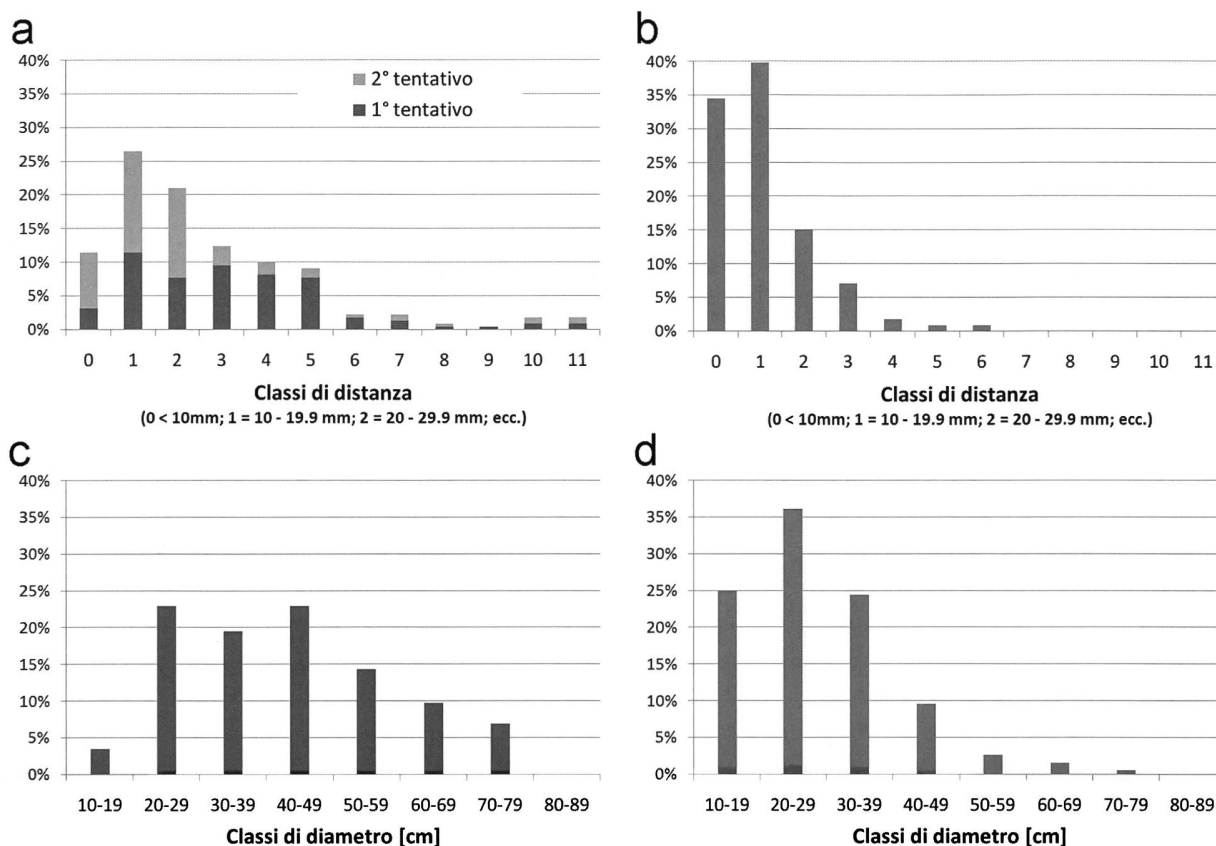 a
40%
35%
30%
25%
20%
15%
10%
5%
0%
2° tentativo
1° tentativo
0 1 2 3 4 5 6 7 8 9 10 11
Classi di distanza
(0 < 10mm; 1 = 10 - 19.9 mm; 2 = 20 - 29.9 mm; ecc.)
b
40%
35%
30%
25%
20%
15%
10%
5%
0%
0 1 2 3 4 5 6 7 8 9 10 11
Classi di distanza
(0 < 10mm; 1 = 10 - 19.9 mm; 2 = 20 - 29.9 mm; ecc.)
c
40%
35%
30%
25%
20%
15%
10%
5%
0%
10-19 20-29 30-39 40-49 50-59 60-69 70-79 80-89
Classi di diametro [cm]
d
40%
35%
30%
25%
20%
15%
10%
5%
0%
10-19 20-29 30-39 40-49 50-59 60-69 70-79 80-89
Classi di diametro [cm]